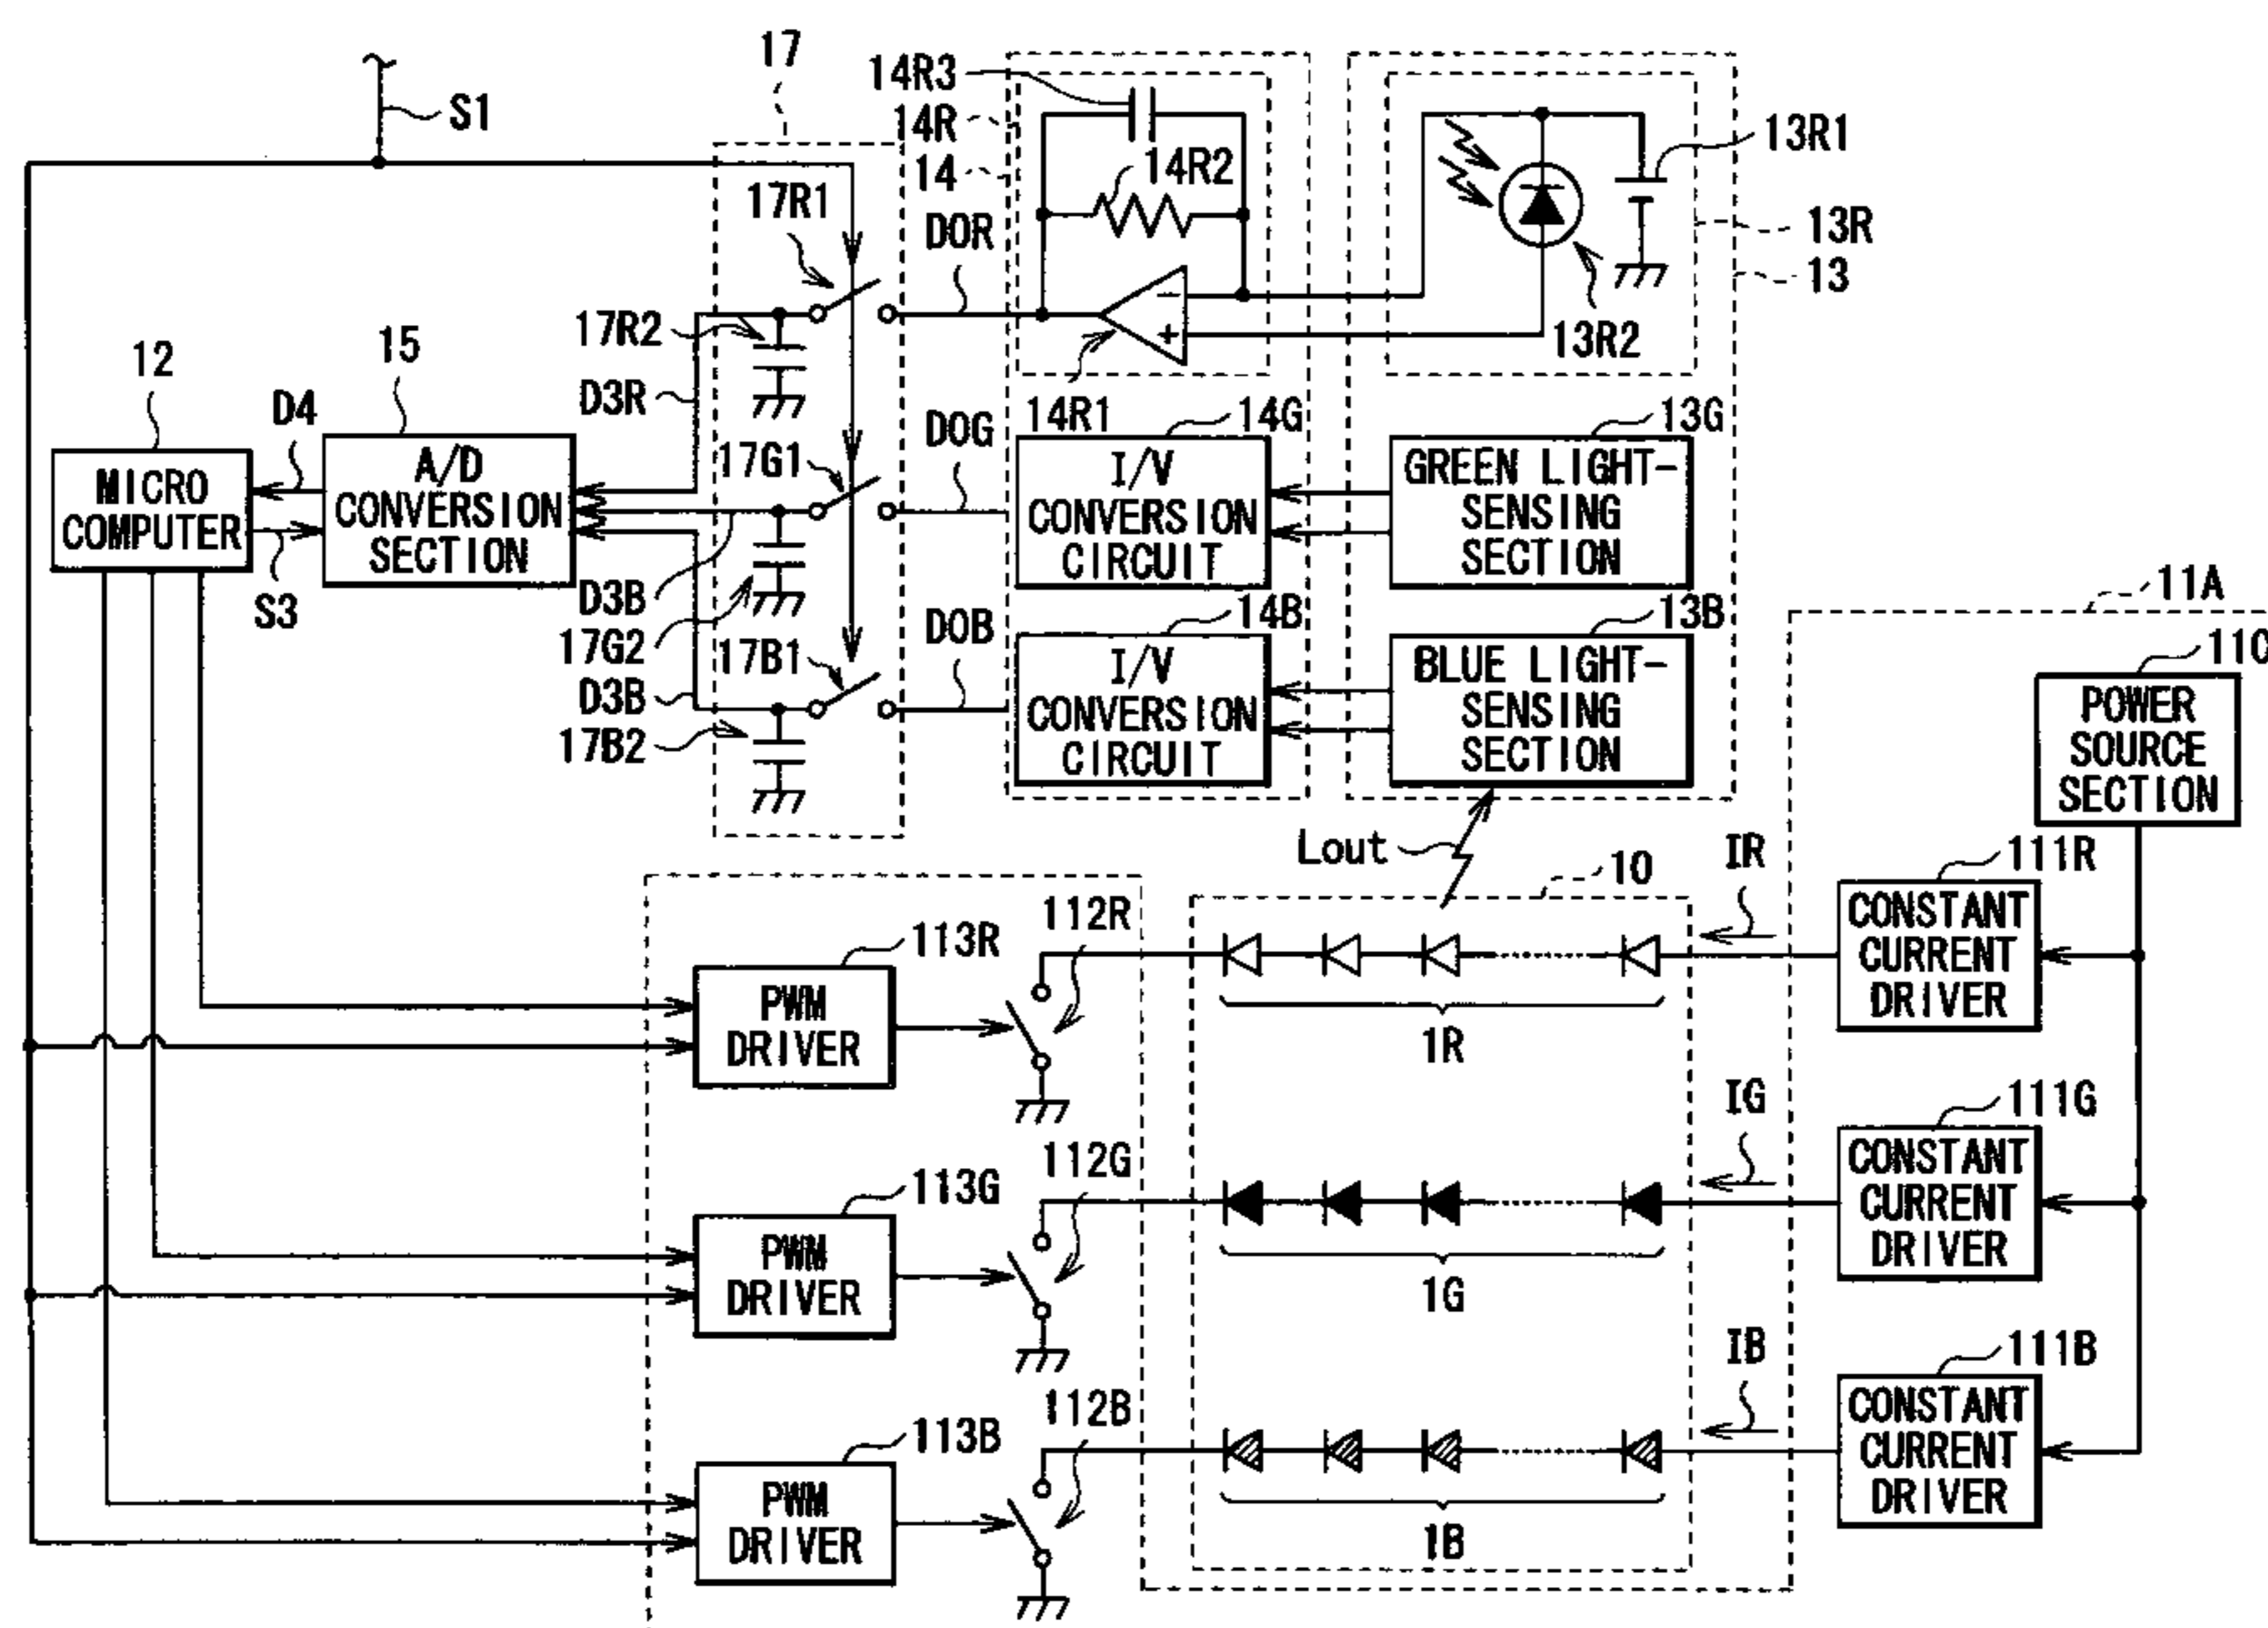 17
14R3
S1
14R
14
14R2
13R1
17R1
DOR
13R
13
17R2
13R2
12
15
D3R
D4
14R1
14G
13G
DOG
17G1
MICRO
COMPUTER
A/D
CONVERSION
SECTION
I/V
CONVERSION
CIRCUIT
GREEN LIGHT-
SENSING
SECTION
S3
D3B
17G2
17B1
DOB
14B
13B
11A
11C
D3B
17B2
I/V
CONVERSION
CIRCUIT
BLUE LIGHT-
SENSING
SECTION
POWER
SOURCE
SECTION
Lout
10
IR
111R
112R
113R
CONSTANT
CURRENT
DRIVER
PWM
DRIVER
1R
IG
111G
112G
113G
CONSTANT
CURRENT
DRIVER
PWM
DRIVER
1G
IB
111B
112B
113B
CONSTANT
CURRENT
DRIVER
PWM
DRIVER
1B
−
+